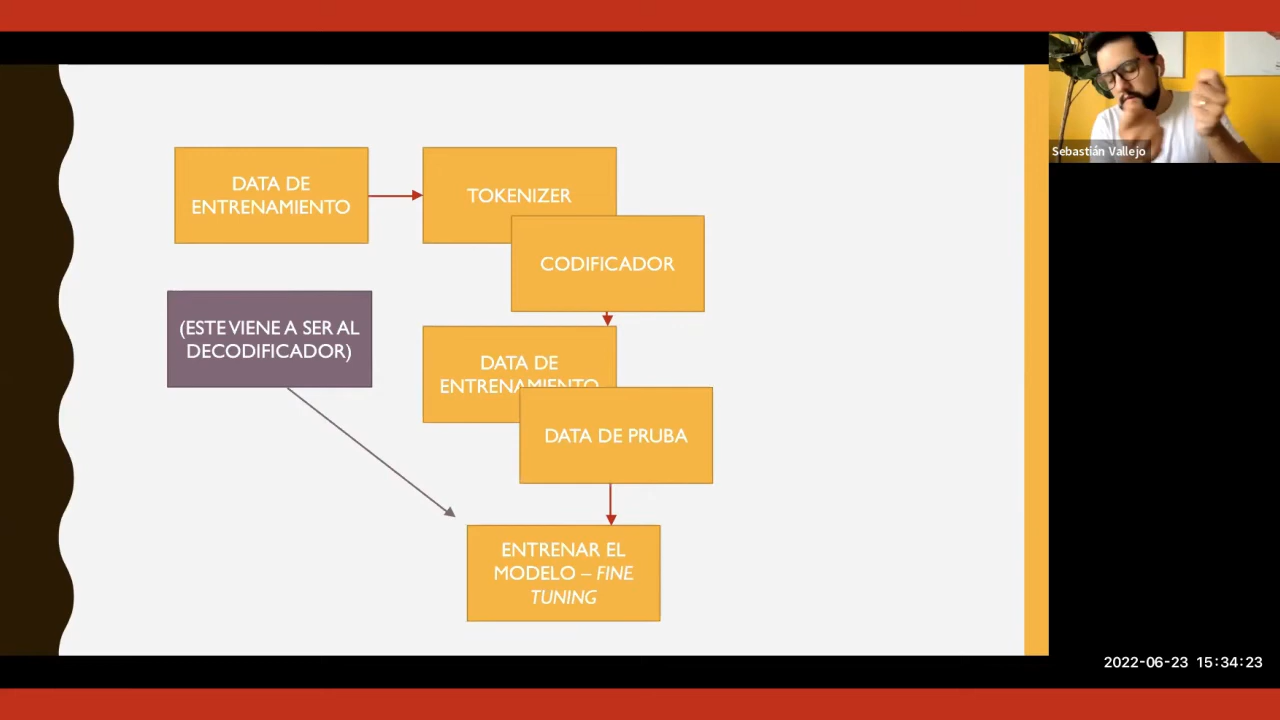 DATA DE
ENTRENAMIENTO
TOKENIZER
CODIFICADOR
(ESTE VIENE A SER AL
DECODIFICADOR)
DATA DE
ENTRENAMIENTO
DATA DE PRUBA
ENTRENAR EL
MODELO – FINE
TUNING
Sebastián Vallejo
2022-06-23 15:34:23